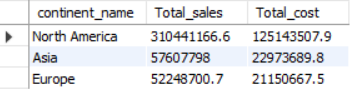 continent_name Total_sales Total_cost
North America 310441166.6 125143507.9
Asia 57607798 22973689.8
Europe 52248700.7 21150667.5